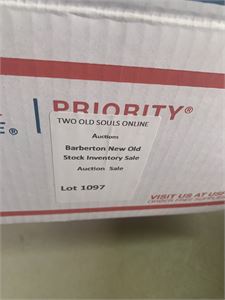 PRIORITY®
E®
TWO OLD SOULS ONLINE
Auctions
Barberton New Old
Stock Inventory Sale
Auction Sale
Lot 1097
VISIT US AT US